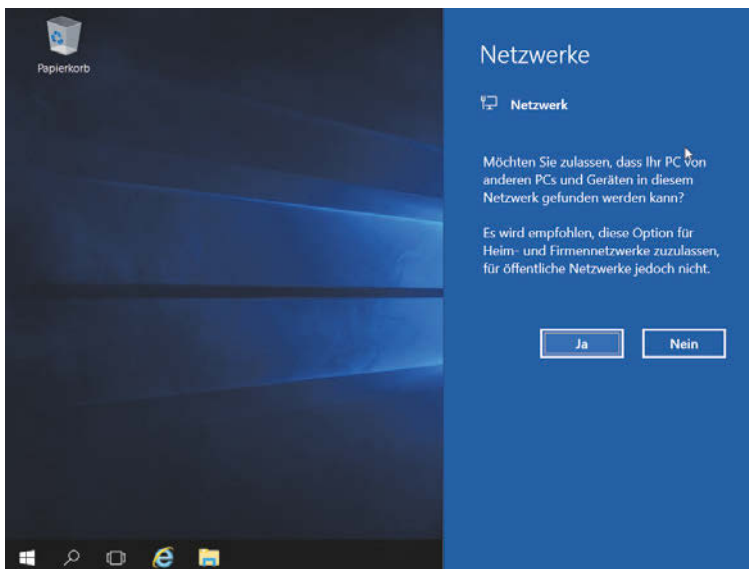 Papierkorb
Netzwerke
Netzwerk
Möchten Sie zulassen, dass Ihr PC von
anderen PCs und Geräten in diesem
Netzwerk gefunden werden kann?
Es wird empfohlen, diese Option für
Heim- und Firmennetzwerke zuzulassen,
für öffentliche Netzwerke jedoch nicht.
Ja
Nein